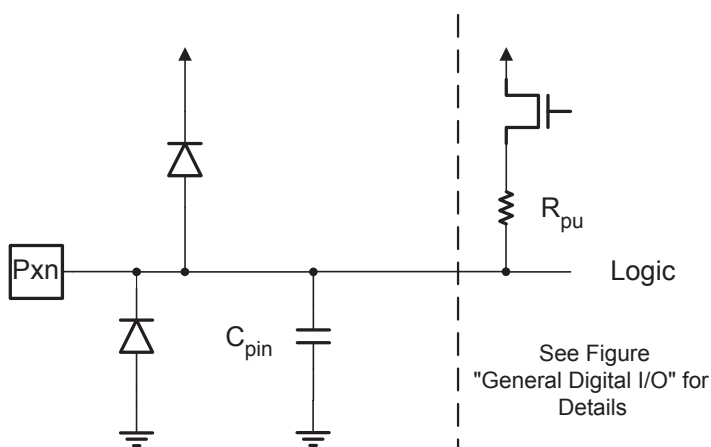 R_pu
Pxn
Logic
C_pin
See Figure
"General Digital I/O" for
Details